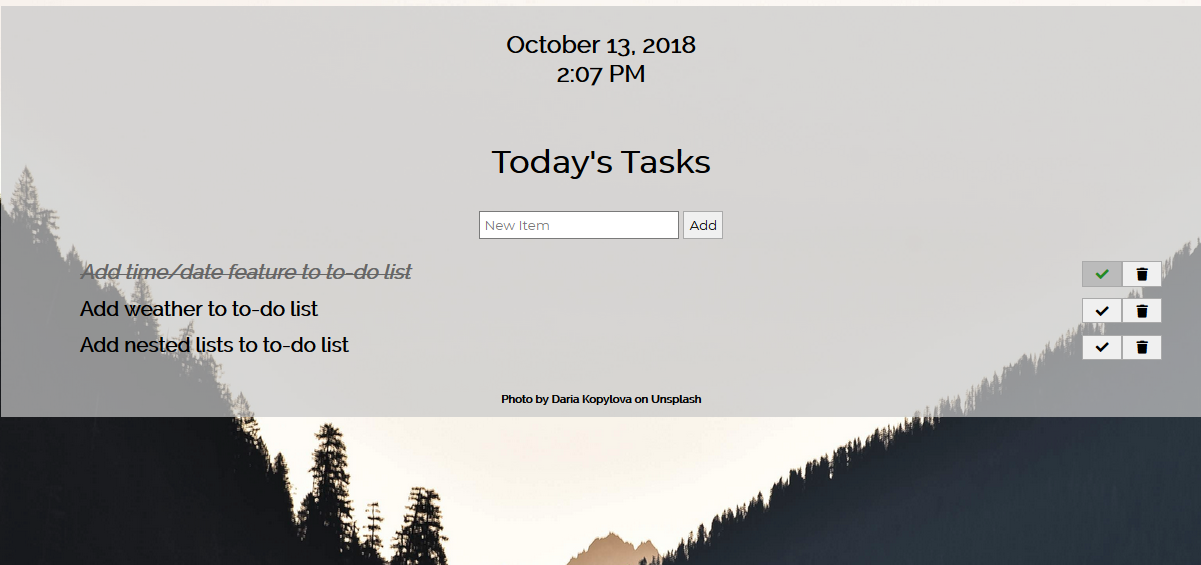 October 13, 2018
2:07 PM
Today's Tasks
New Item
Add
Add time/date feature to to-do list
Add weather to to-do list
Add nested lists to to-do list
Photo by Daria Kopylova on Unsplash